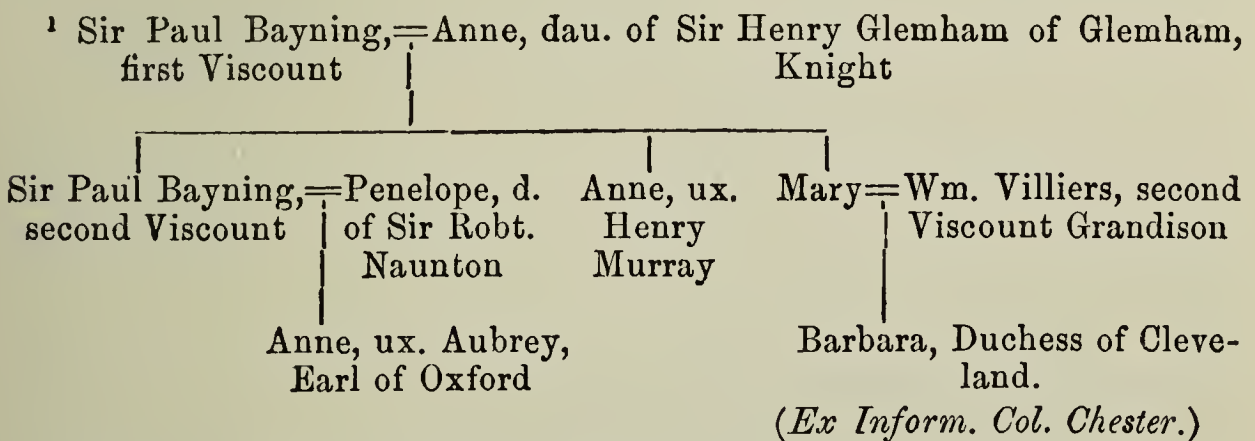 ¹ Sir Paul Bayning,=Anne, dau. of Sir Henry Glemham of Glemham,
first Viscount Knight
Sir Paul Bayning,=Penelope, d. Anne, ux. Mary=Wm. Villiers, second
second Viscount of Sir Robt. Henry Viscount Grandison
Naunton Murray
Anne, ux. Aubrey, Barbara, Duchess of Cleve-
Earl of Oxford land.
(Ex Inform. Col. Chester.)